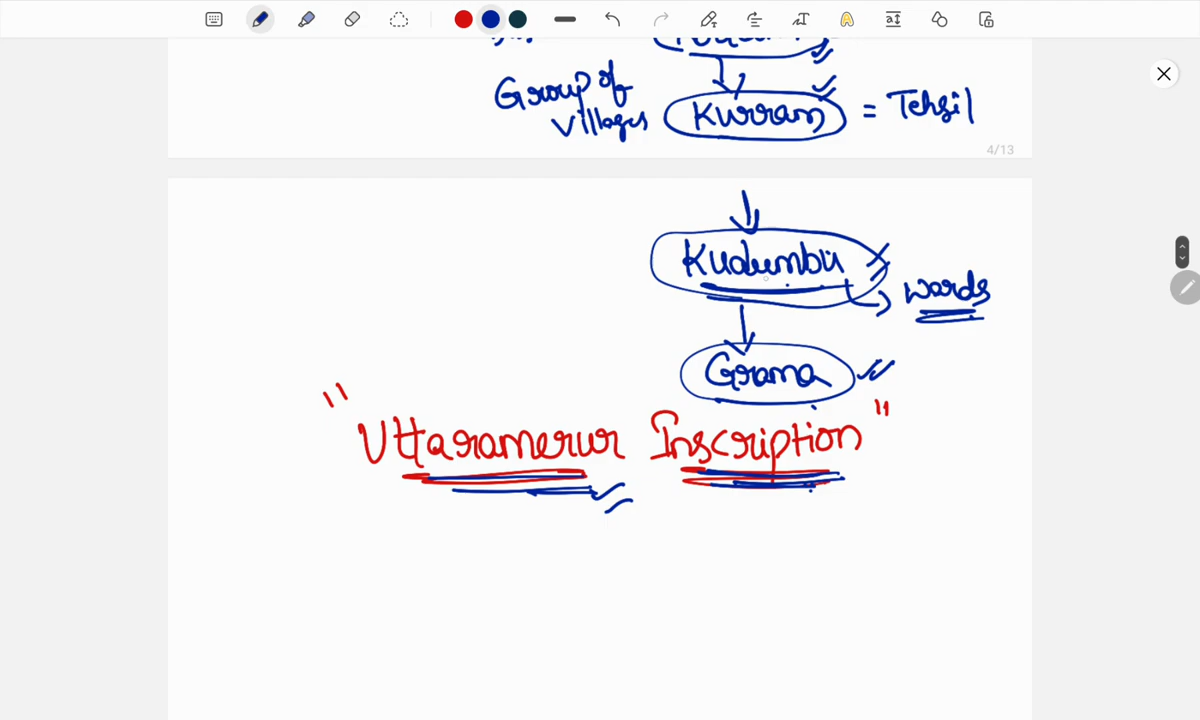 Group of
Villages Kurram = Tehsil
4/13
Kudumbu
Wards
Grama
"Uttaramerur Inscription"